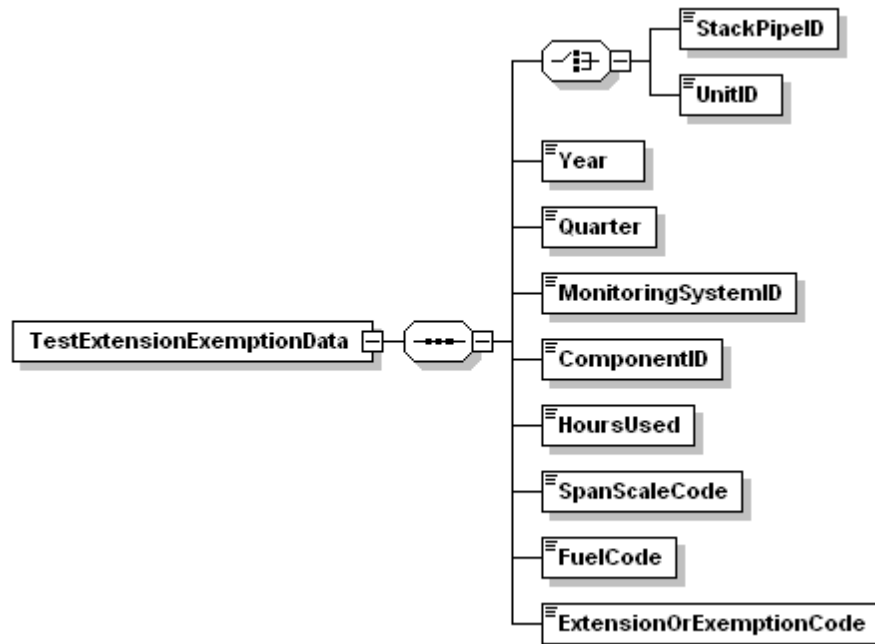 StackPipeID
UnitID
Year
Quarter
MonitoringSystemID
TestExtensionExemptionData
ComponentID
HoursUsed
SpanScaleCode
FuelCode
ExtensionOrExemptionCode